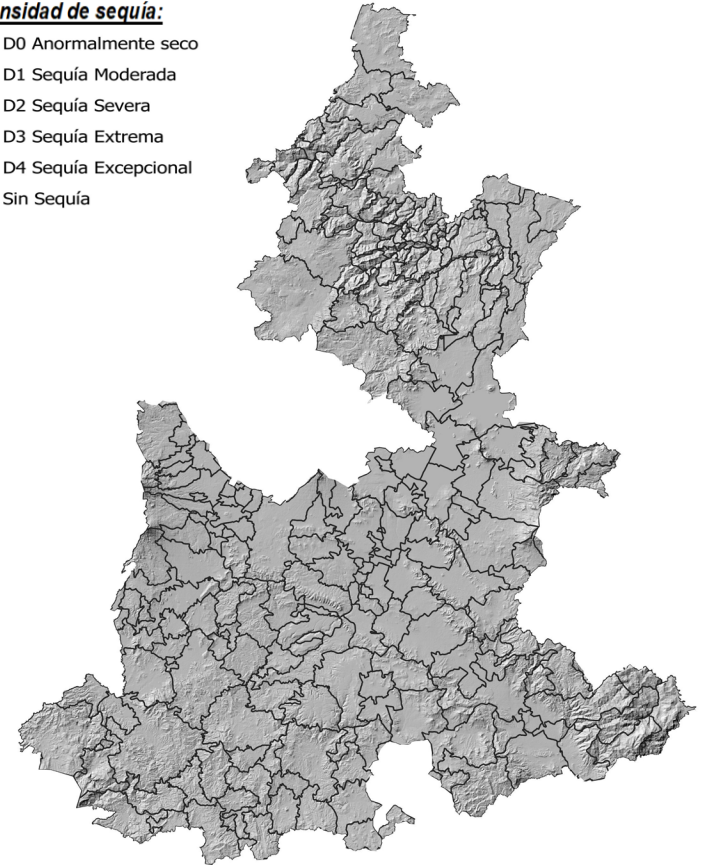 nsidad de sequía:
D0 Anormalmente seco
D1 Sequía Moderada
D2 Sequía Severa
D3 Sequía Extrema
D4 Sequía Excepcional
Sin Sequía